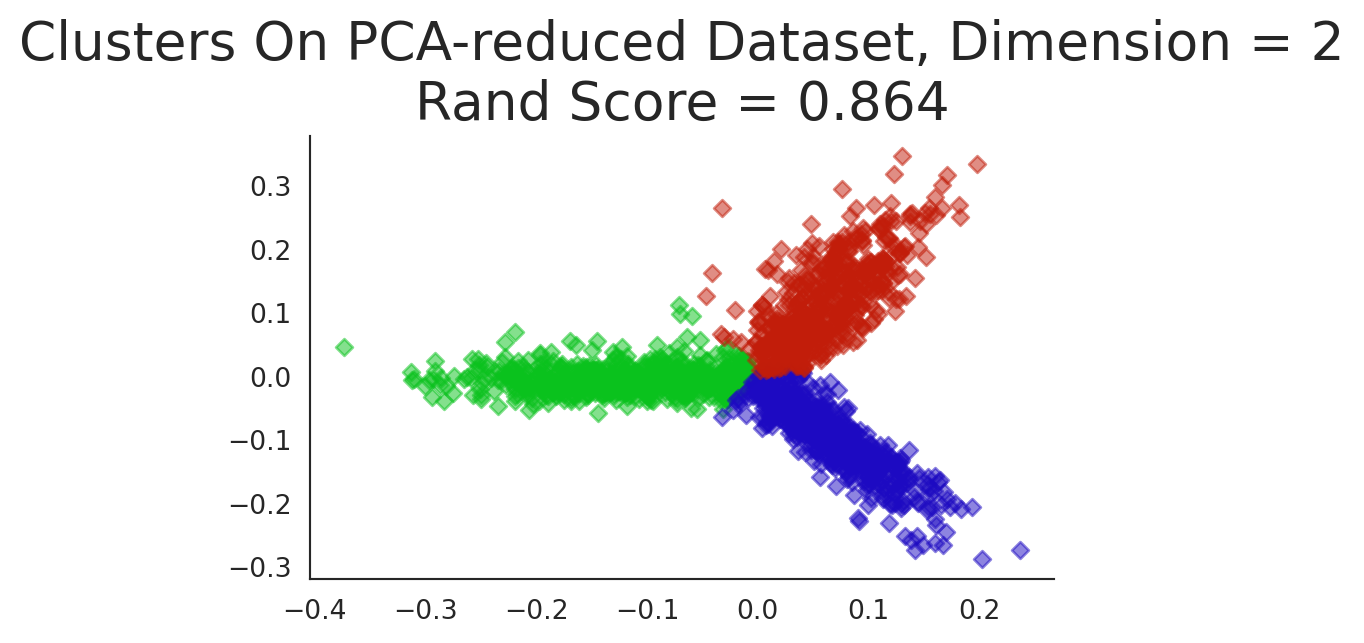 Clusters On PCA-reduced Dataset, Dimension = 2
Rand Score = 0.864
0.3
0.2
0.1
0.0
−0.1
−0.2
−0.3
−0.4 −0.3 −0.2 −0.1 0.0 0.1 0.2